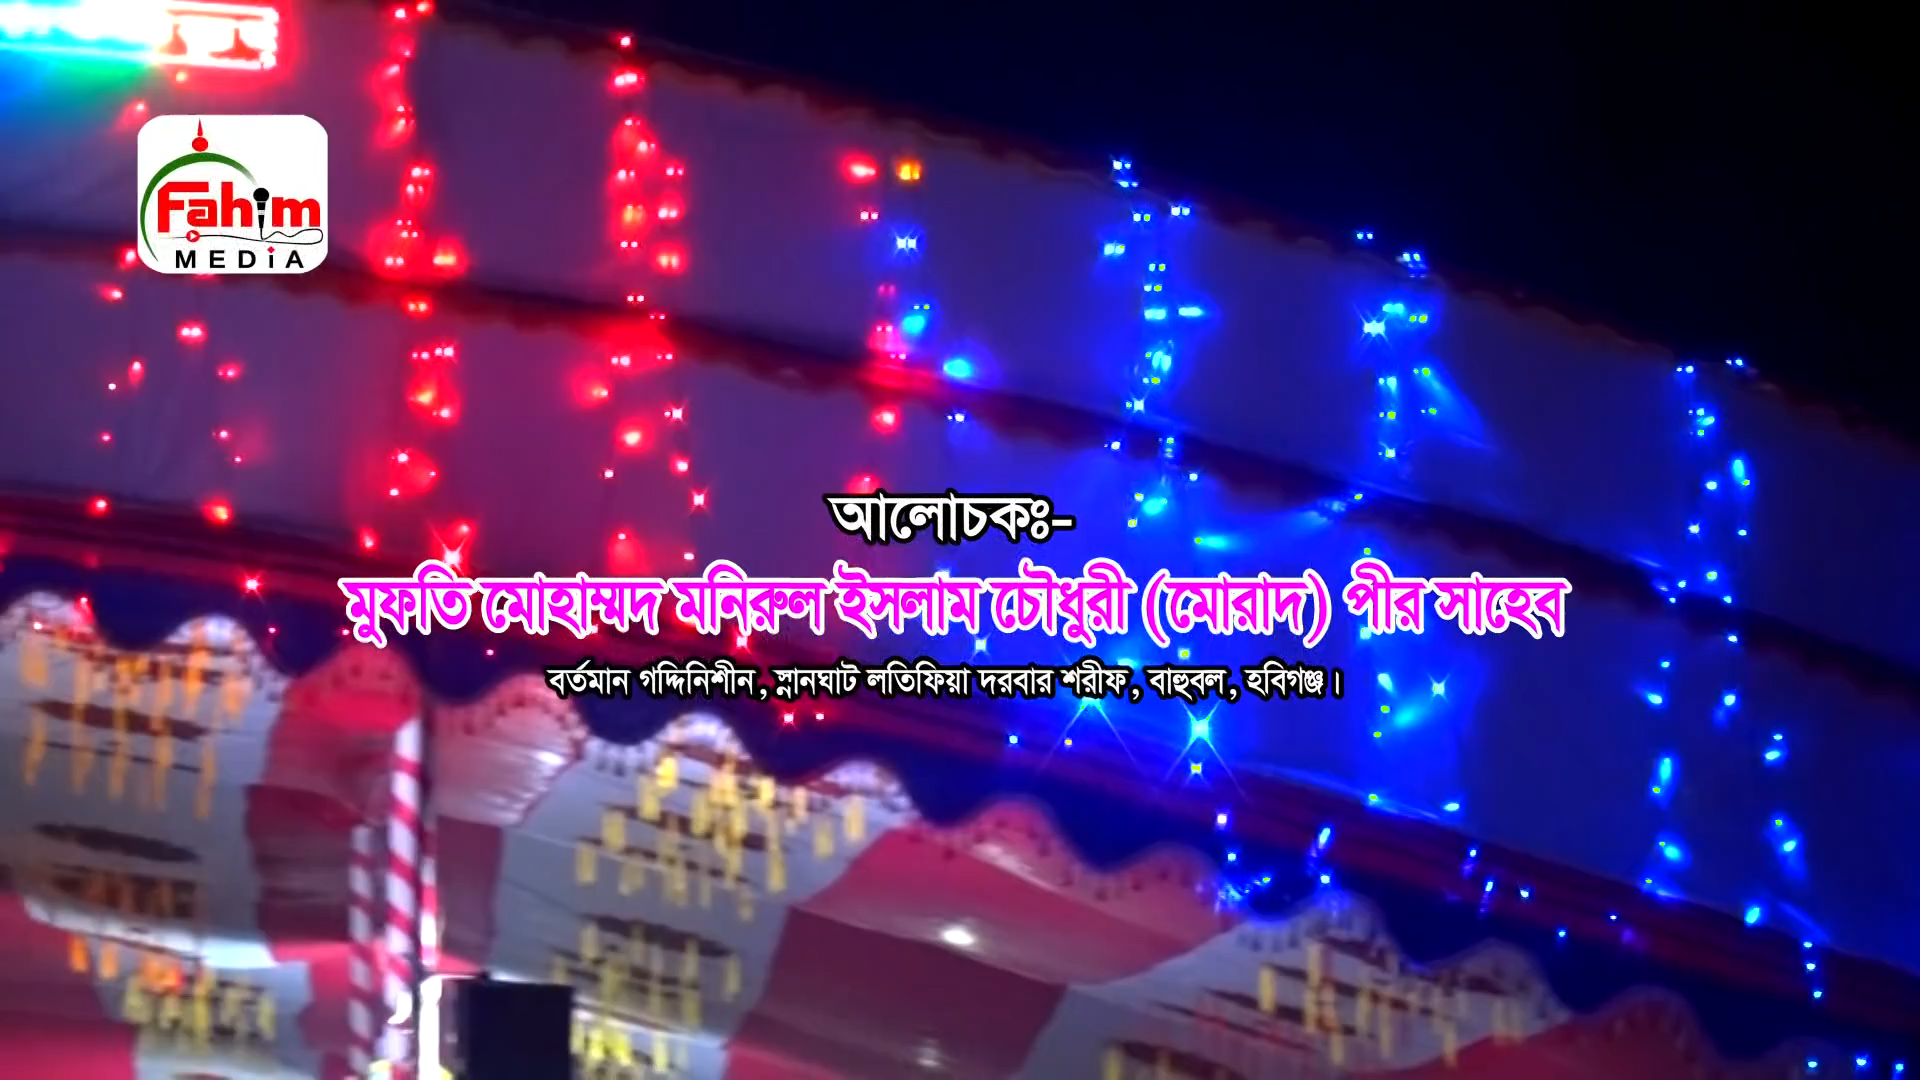 Fahim
MEDiA
আলোচকঃ-
মুফতি মোহাম্মদ মনিরুল ইসলাম চৌধুরী (মোরাদ) পীর সাহেব
বর্তমান গদ্দিনিশীন, স্নানঘাট লতিফিয়া দরবার শরীফ, বাহুবল, হবিগঞ্জ।